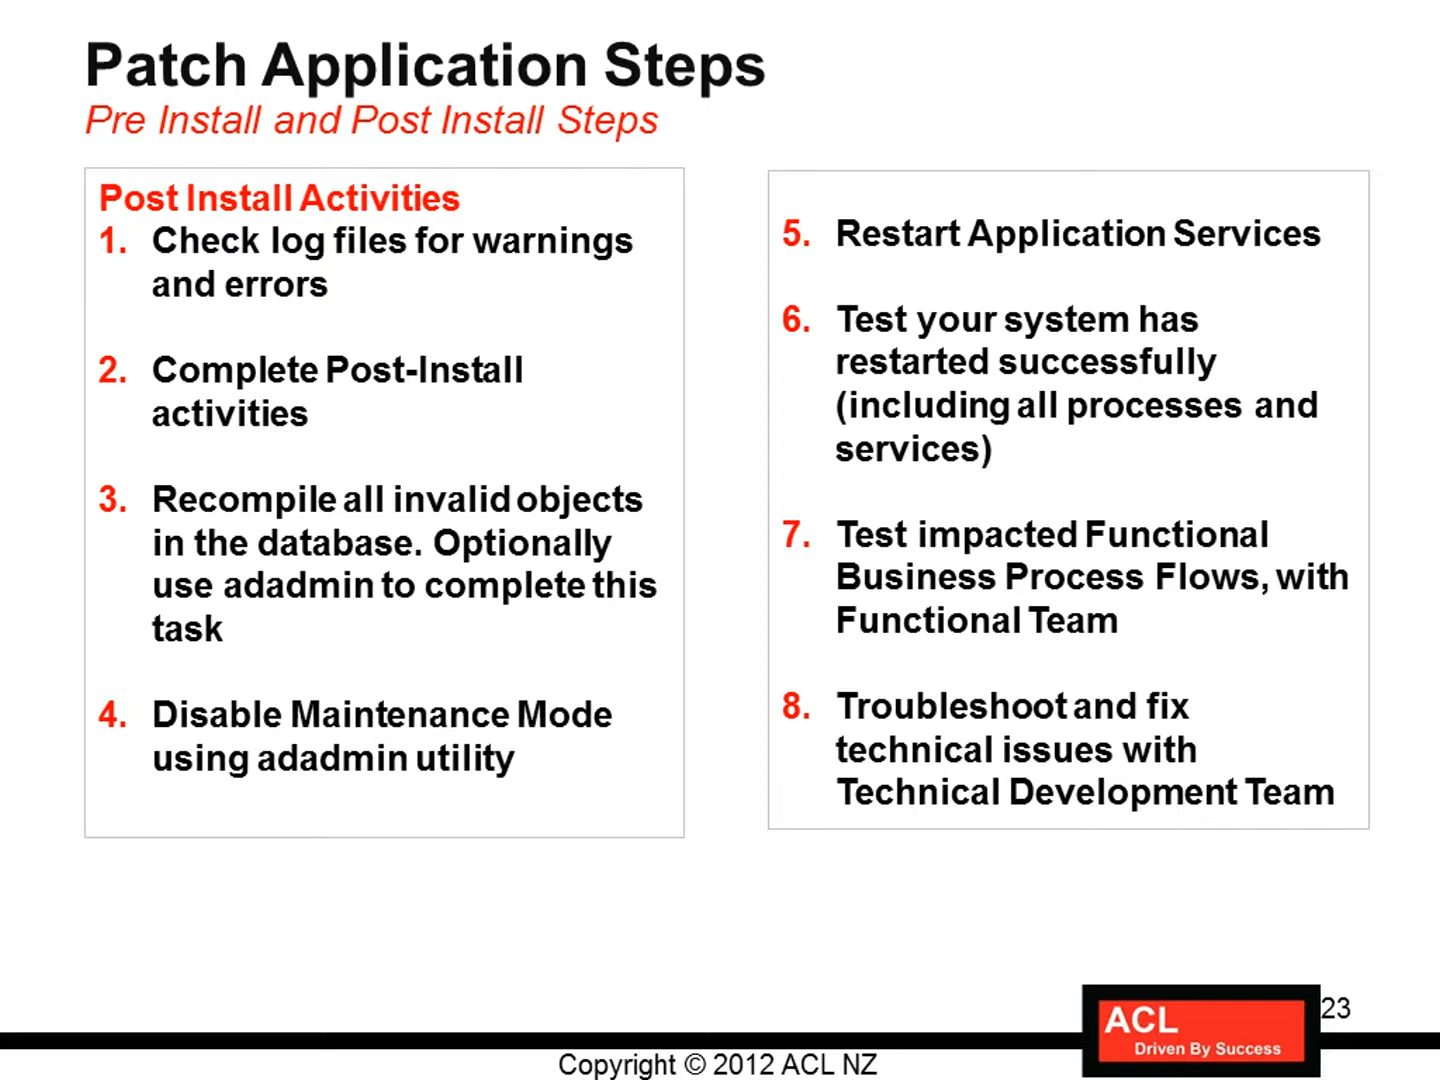 Patch Application Steps
Pre Install and Post Install Steps
Post Install Activities
1. Check log files for warnings
and errors
2. Complete Post-Install
activities
3. Recompile all invalid objects
in the database. Optionally
use adadmin to complete this
task
4. Disable Maintenance Mode
using adadmin utility
5. Restart Application Services
6. Test your system has
restarted successfully
(including all processes and
services)
7. Test impacted Functional
Business Process Flows, with
Functional Team
8. Troubleshoot and fix
technical issues with
Technical Development Team
23
ACL
Driven By Success
Copyright © 2012 ACL NZ